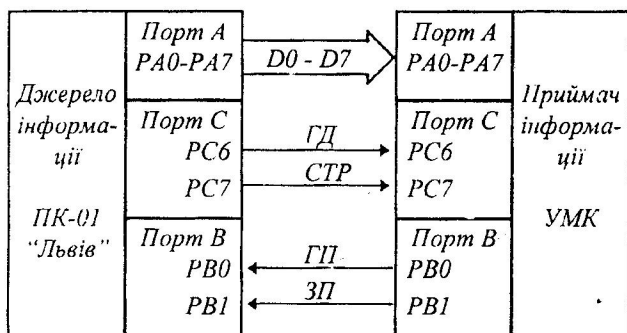 Порт А
РА0-РА7
D0 - D7
Порт А
РА0-РА7
Джерело
інформа-
ції
ПК-01
“Львів”
Порт С
РС6
РС7
ГД
СТР
Порт С
РС6
РС7
Приймач
інформа-
ції
УМК
Порт В
РВ0
РВ1
ГП
ЗП
Порт В
РВ0
РВ1